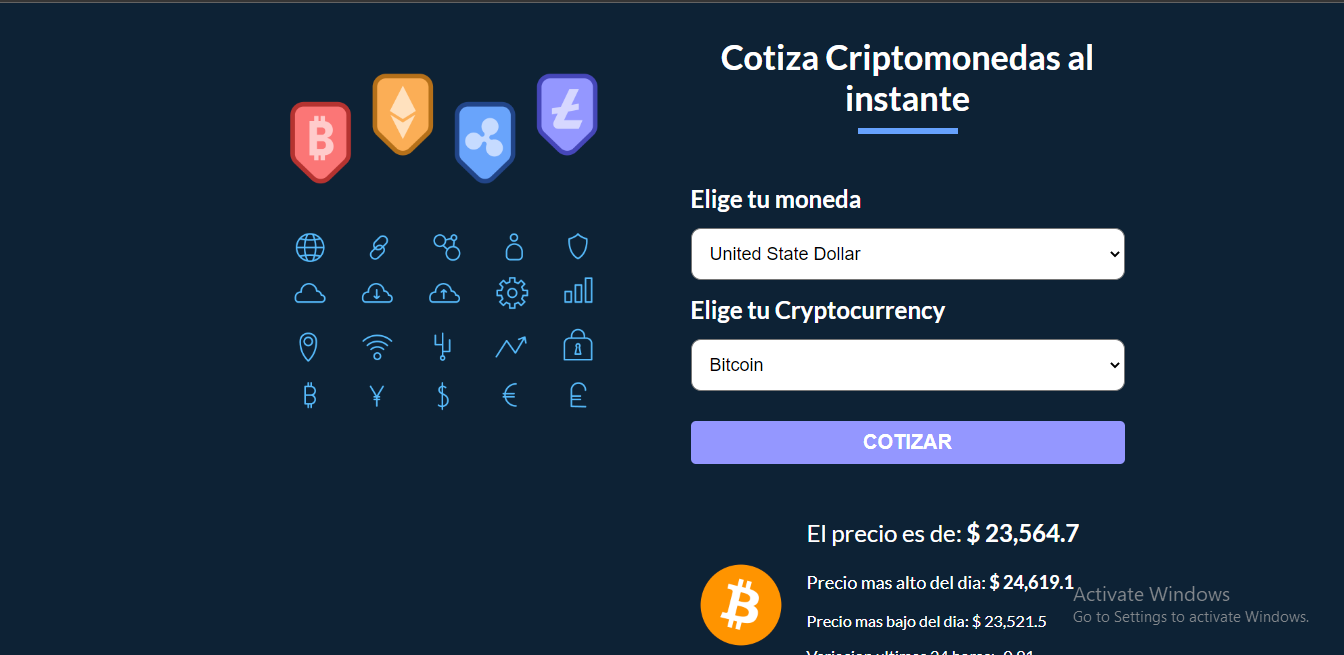 Cotiza Criptomonedas al
instante
Elige tu moneda
United State Dollar
Elige tu Cryptocurrency
Bitcoin
COTIZAR
El precio es de: $ 23,564.7
Precio mas alto del dia: $ 24,619.1
Precio mas bajo del dia: $ 23,521.5
Activate Windows
Go to Settings to activate Windows.